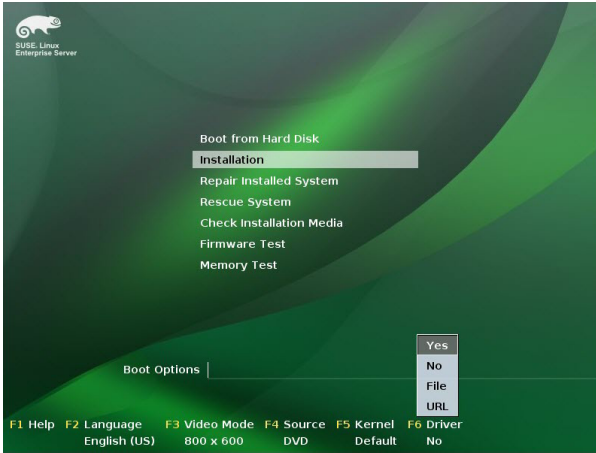 SUSE. Linux
Enterprise Server
Boot from Hard Disk
Installation
Repair Installed System
Rescue System
Check Installation Media
Firmware Test
Memory Test
Yes
No
File
URL
Boot Options
F1 Help F2 Language F3 Video Mode F4 Source F5 Kernel F6 Driver
English (US) 800 x 600 DVD Default No